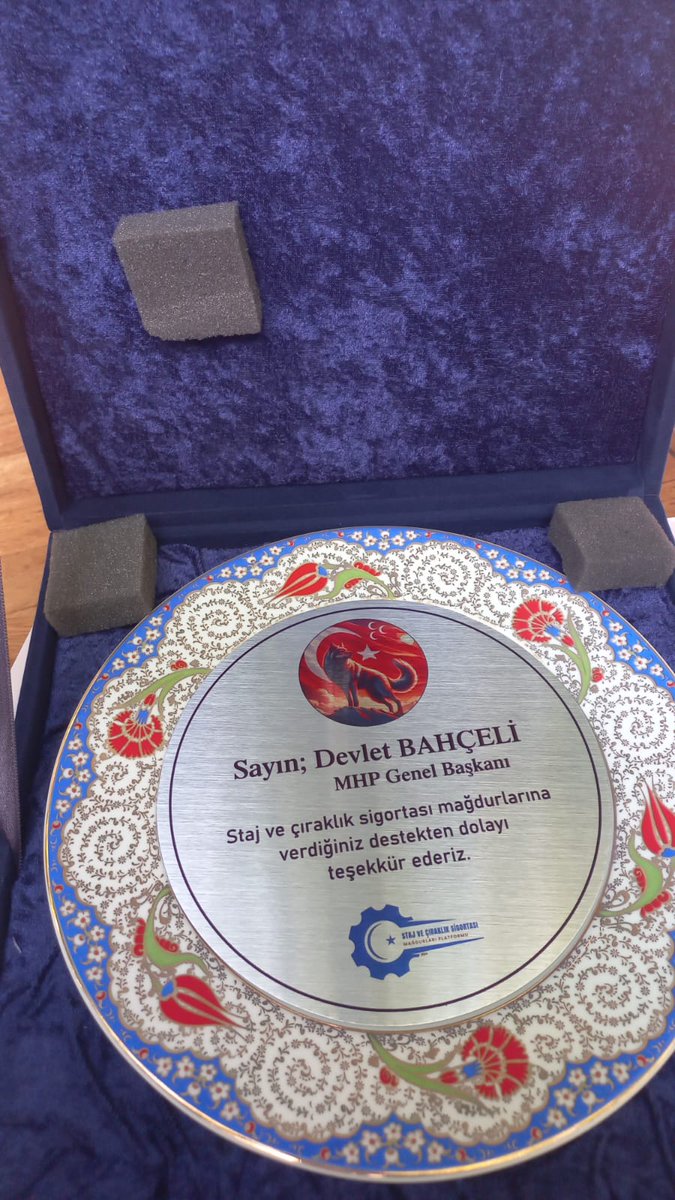 Sayın; Devlet BAHÇELİ
MHP Genel Başkanı
Staj ve çıraklık sigortası mağdurlarına
verdiğiniz destekten dolayı
teşekkür ederiz.
STAJ VE ÇIRAKLIK SİGORTASI
MAĞDURLARI PLATFORMU